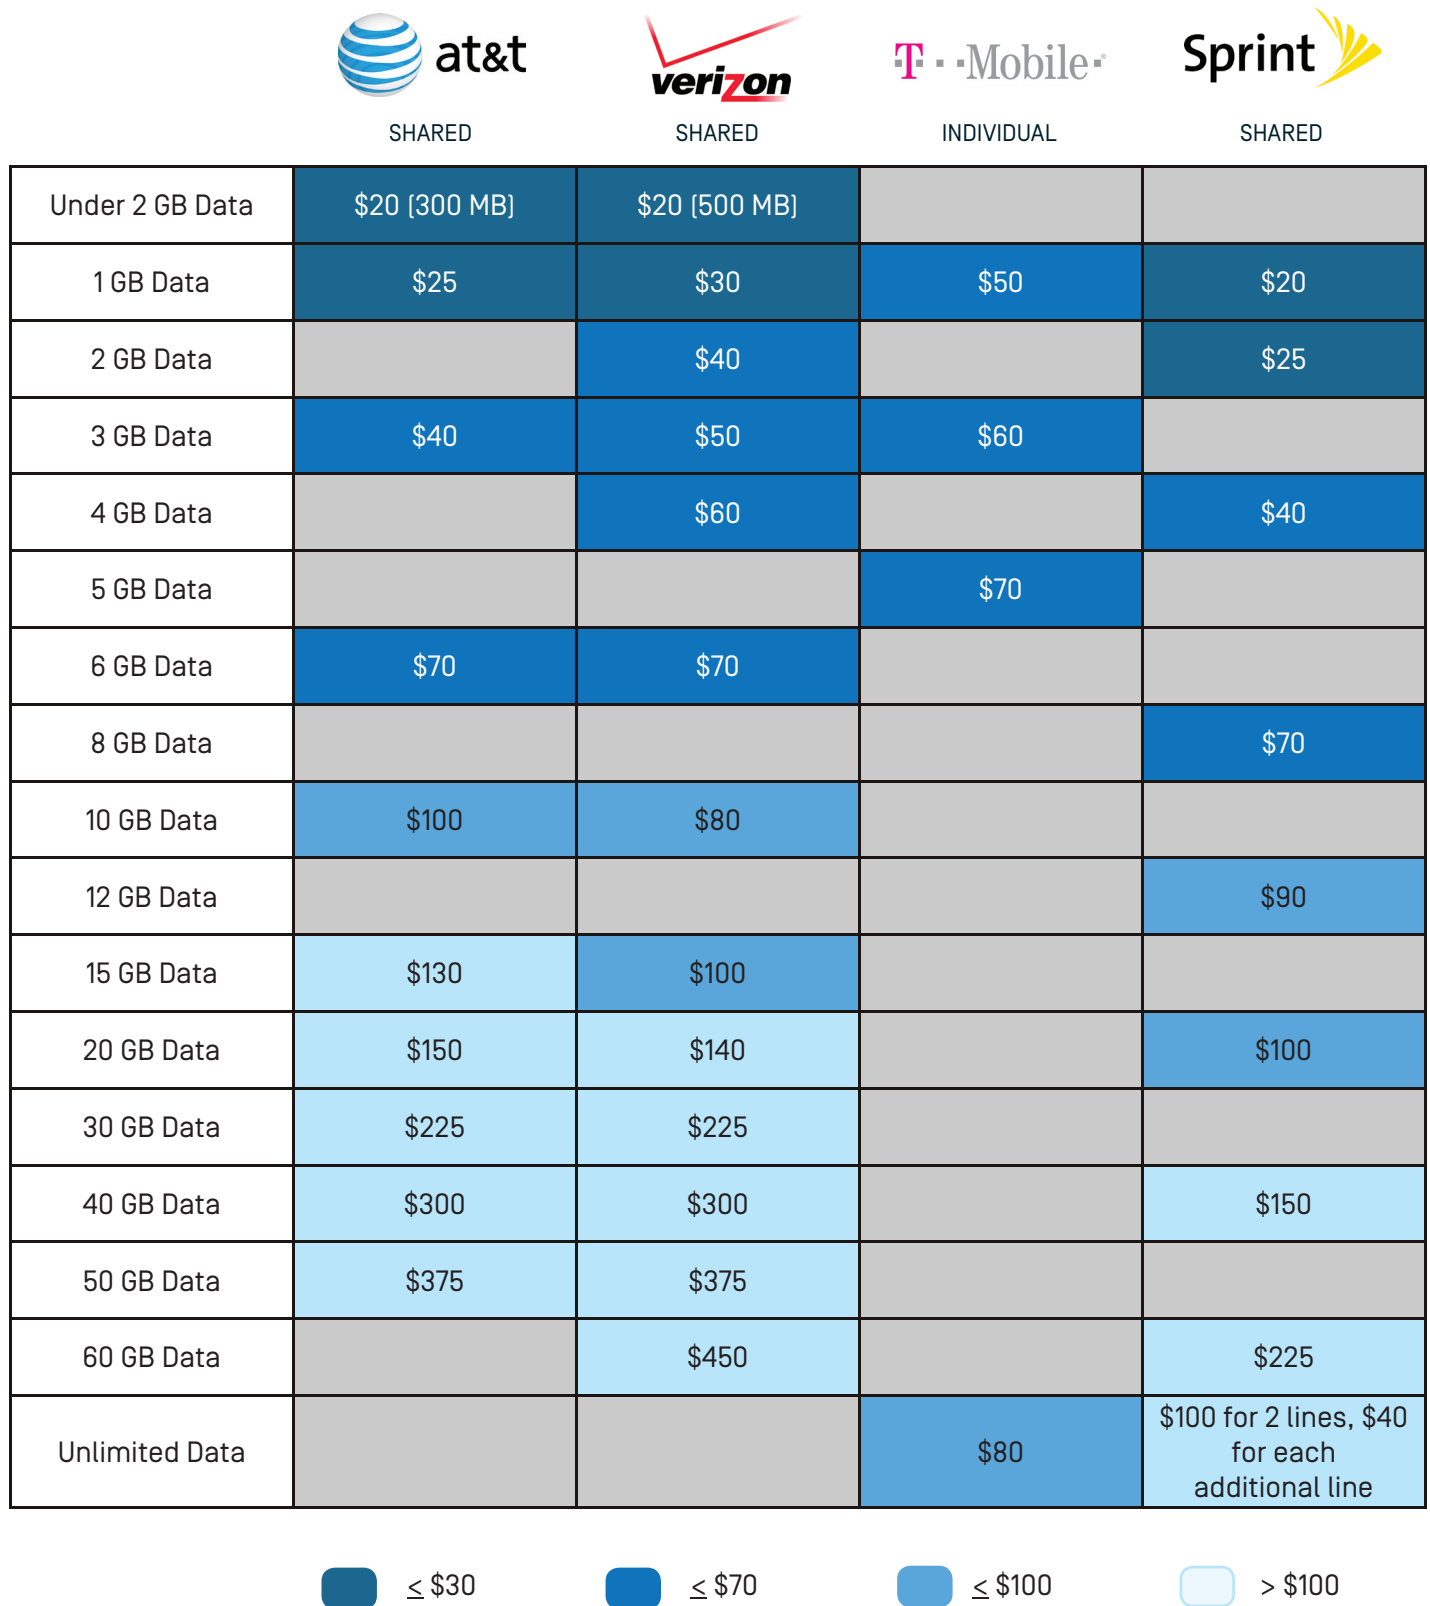 at&t verizon T··Mobile· Sprint
SHARED SHARED INDIVIDUAL SHARED
Under 2 GB Data $20 (300 MB) $20 (500 MB)
1 GB Data $25 $30 $50 $20
2 GB Data $40 $25
3 GB Data $40 $50 $60
4 GB Data $60 $40
5 GB Data $70
6 GB Data $70 $70
8 GB Data $70
10 GB Data $100 $80
12 GB Data $90
15 GB Data $130 $100
20 GB Data $150 $140 $100
30 GB Data $225 $225
40 GB Data $300 $300 $150
50 GB Data $375 $375
60 GB Data $450 $225
Unlimited Data $80 $100 for 2 lines, $40
for each
additional line
≤ $30 ≤ $70 ≤ $100 > $100